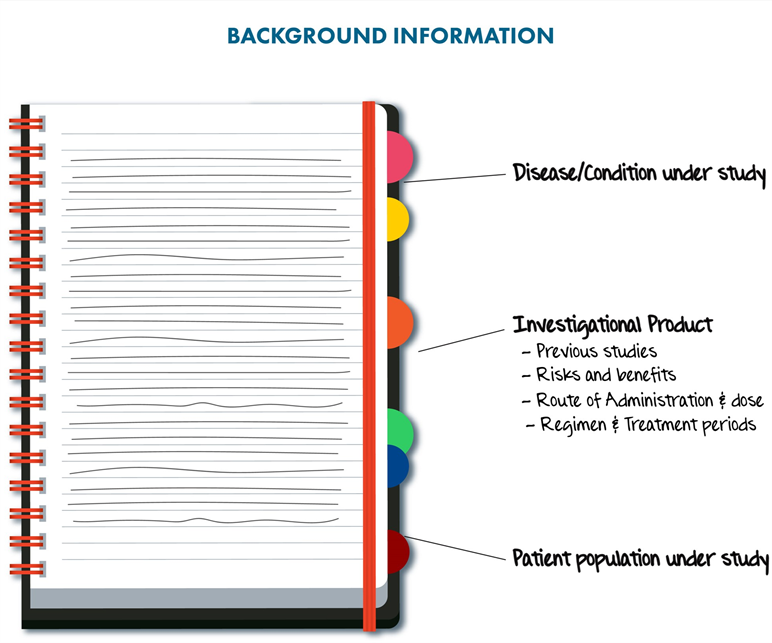 BACKGROUND INFORMATION
Disease/Condition under study
Investigational Product
- Previous studies
- Risks and benefits
- Route of Administration & dose
- Regimen & Treatment periods
Patient population under study